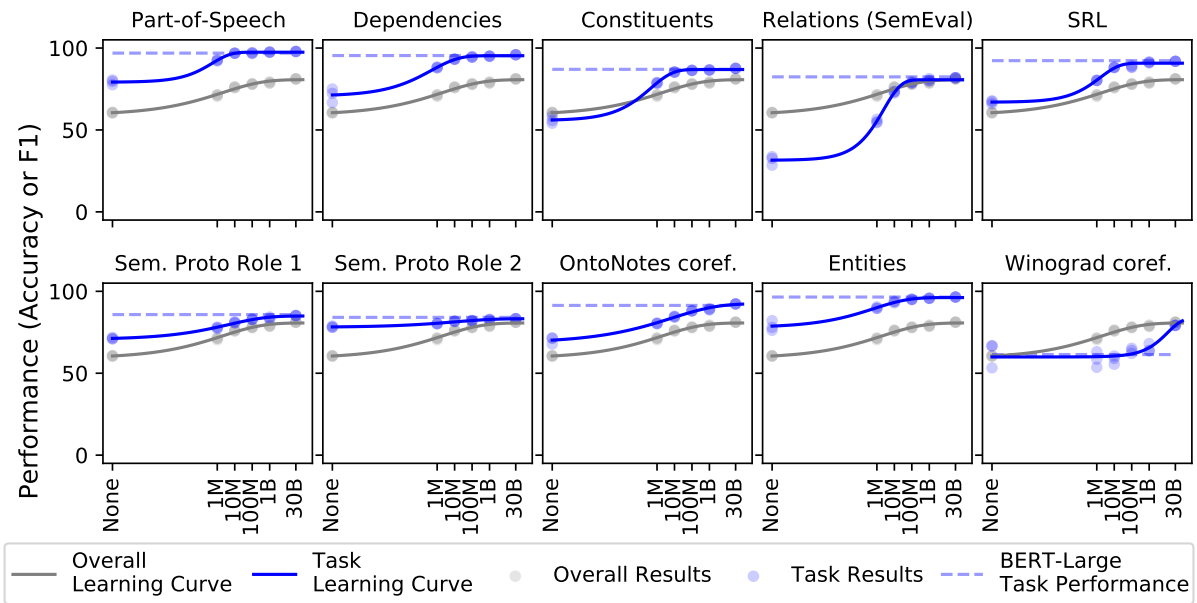 Part-of-Speech
Dependencies
Constituents
Relations (SemEval)
SRL
100
50
0
Performance (Accuracy or F1)
Sem. Proto Role 1
Sem. Proto Role 2
OntoNotes coref.
Entities
Winograd coref.
100
50
0
None
1M
10M
100M
1B
30B
None
1M
10M
100M
1B
30B
None
1M
10M
100M
1B
30B
None
1M
10M
100M
1B
30B
None
1M
10M
100M
1B
30B
Overall
Learning Curve
Task
Learning Curve
Overall Results
Task Results
BERT-Large
Task Performance